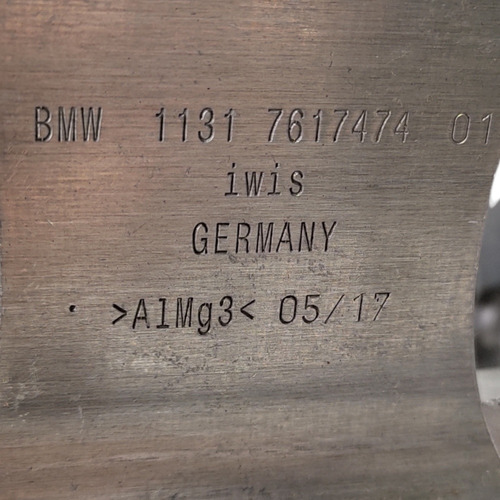 BMW 1131 7617474 01
iwis
GERMANY
>AlMg3< 05/17